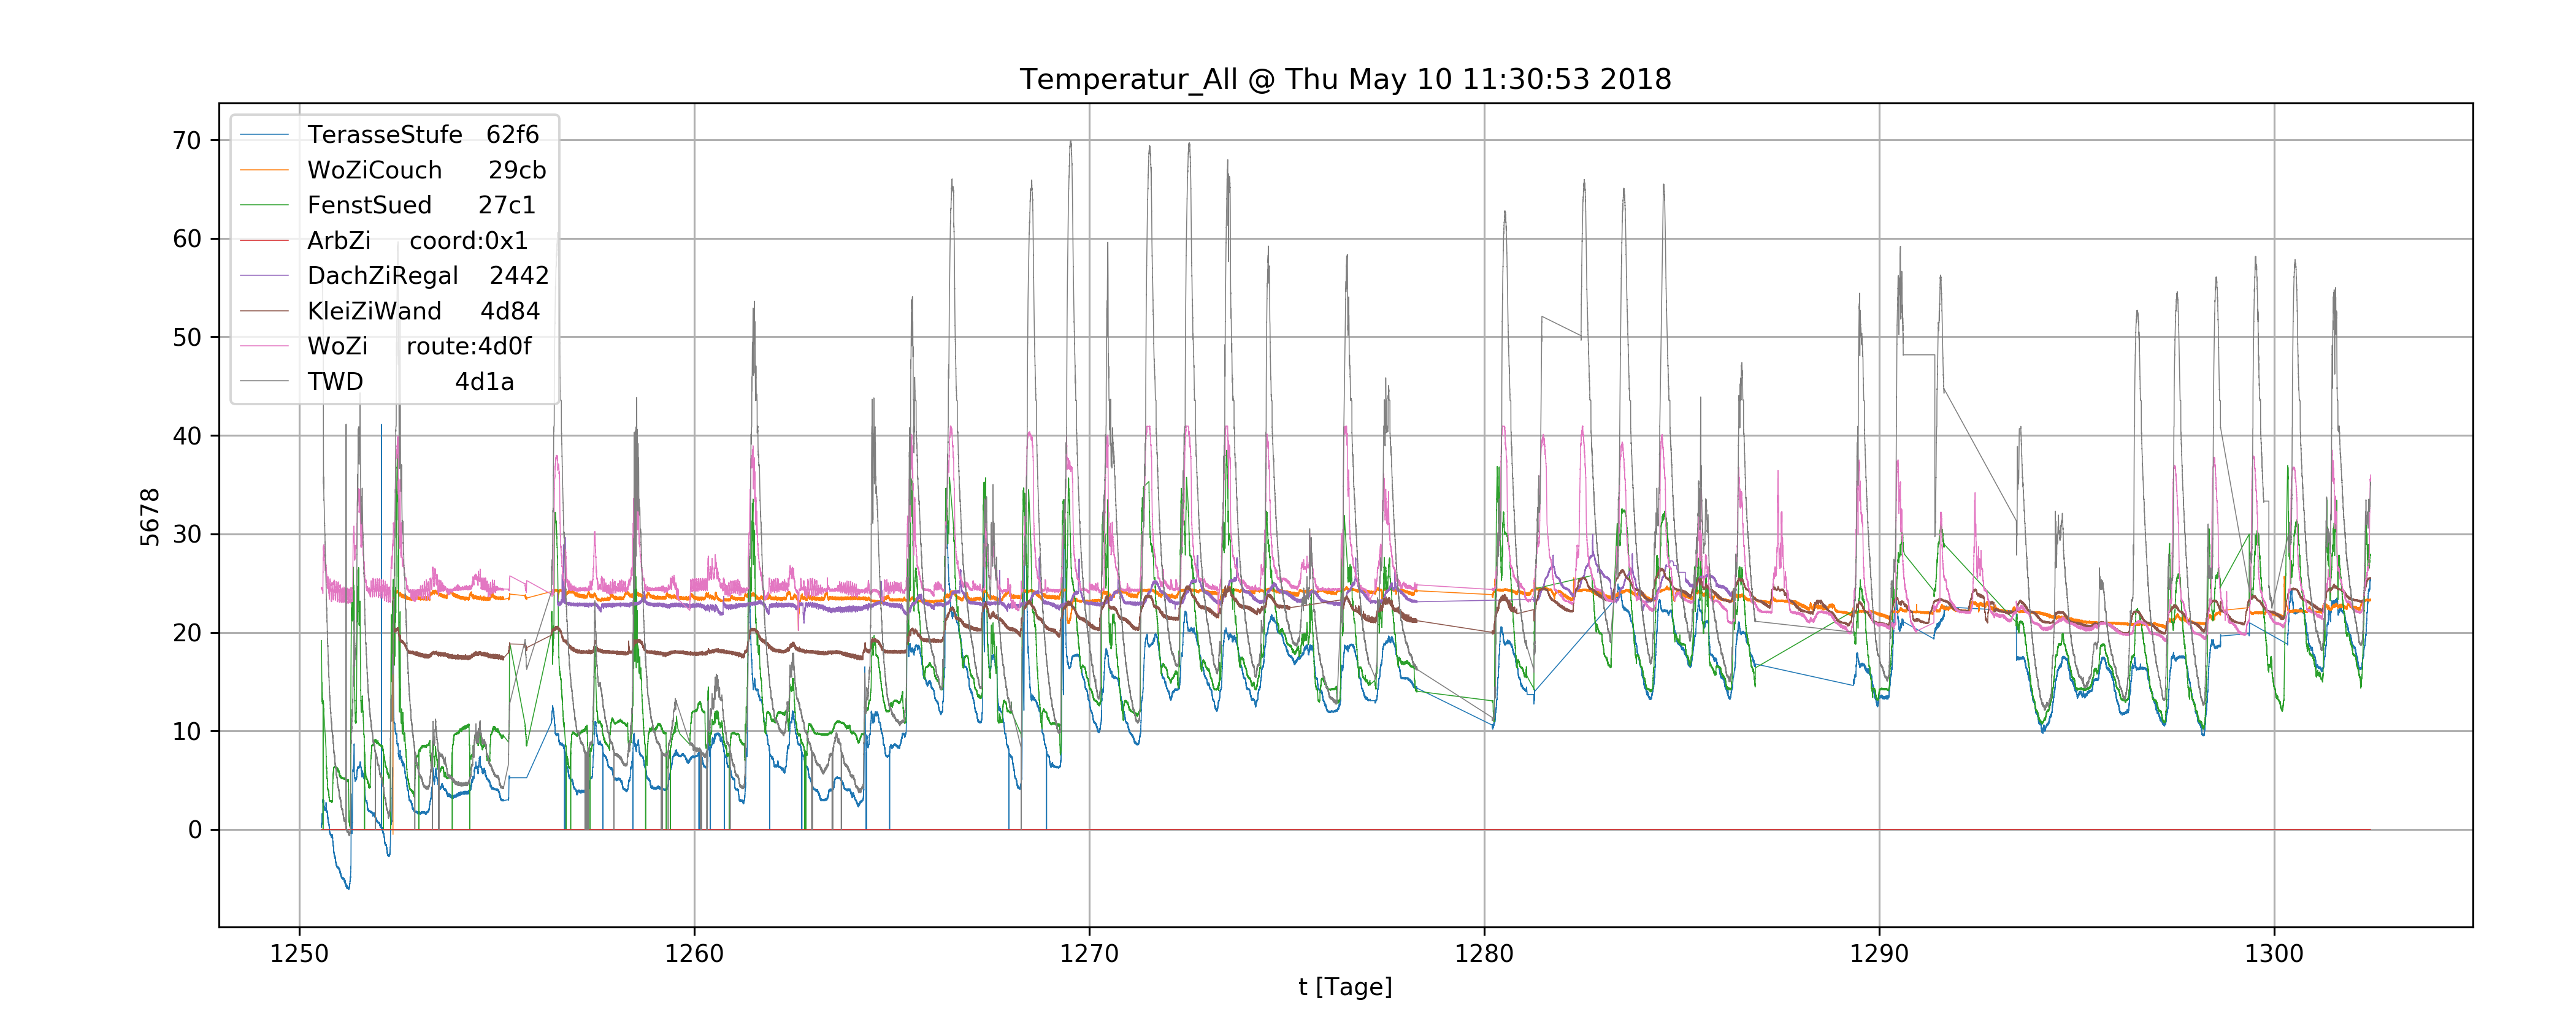 Temperatur_All @ Thu May 10 11:30:53 2018
70
60
50
40
30
20
10
0
5678
TerasseStufe 62f6
WoZiCouch 29cb
FenstSued 27c1
ArbZi coord:0x1
DachZiRegal 2442
KleiZiWand 4d84
WoZi route:4d0f
TWD 4d1a
1250 1260 1270 1280 1290 1300
t [Tage]